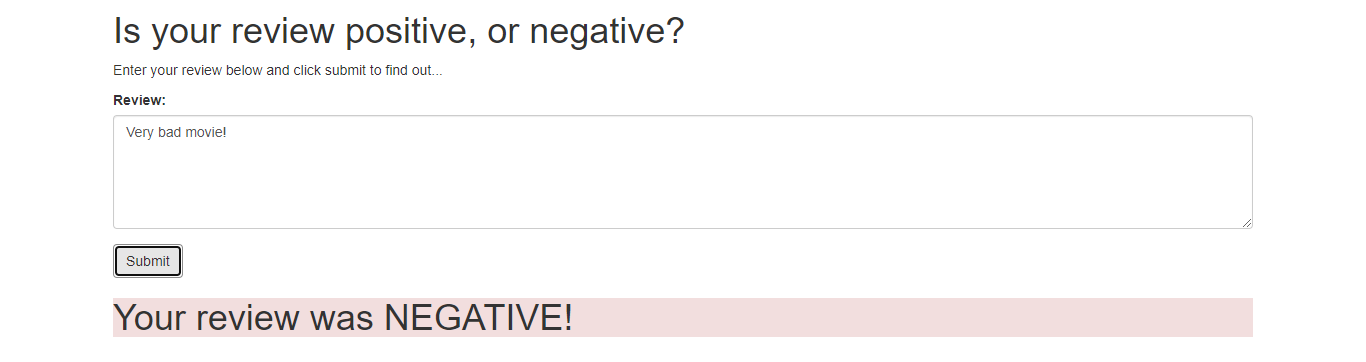 Is your review positive, or negative?
Enter your review below and click submit to find out...
Review:
Very bad movie!
Submit
Your review was NEGATIVE!